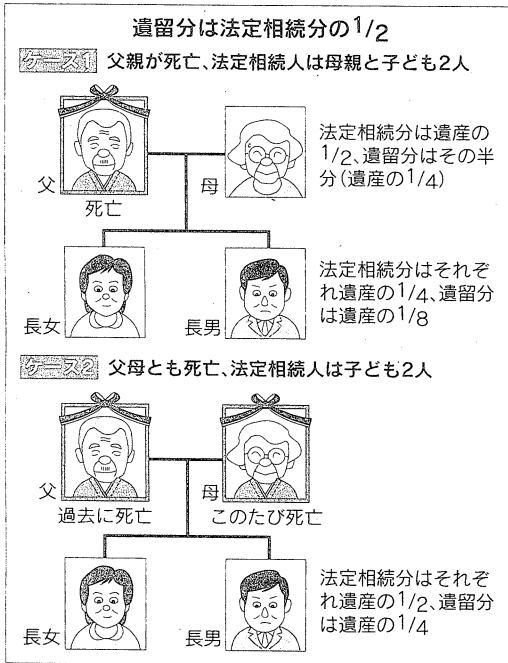 遺留分は法定相続分の1/2
ケース1 父親が死亡、法定相続人は母親と子ども2人
父
死亡
母
法定相続分は遺産の
1/2、遺留分はその半
分(遺産の1/4)
長女
長男
法定相続分はそれぞ
れ遺産の1/4、遺留分
は遺産の1/8
ケース2 父母とも死亡、法定相続人は子ども2人
父
過去に死亡
母
このたび死亡
長女
長男
法定相続分はそれぞ
れ遺産の1/2、遺留分
は遺産の1/4